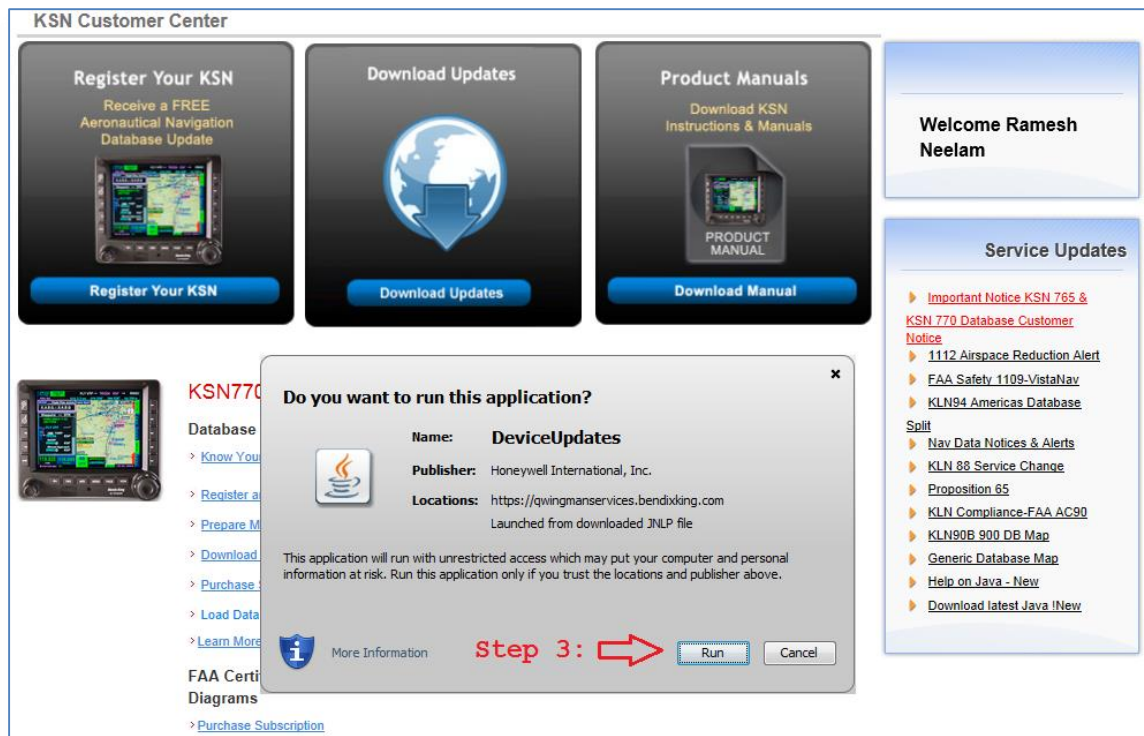 KSN Customer Center
Register Your KSN
Receive a FREE
Aeronautical Navigation
Database Update
Register Your KSN
Download Updates
Download Updates
Product Manuals
Download KSN
Instructions & Manuals
PRODUCT
MANUAL
Download Manual
Welcome Ramesh
Neelam
Service Updates
Important Notice KSN 765 &
KSN 770 Database Customer
Notice
1112 Airspace Reduction Alert
FAA Safety 1109-VistaNav
KLN94 Americas Database
Split
Nav Data Notices & Alerts
KLN 88 Service Change
Proposition 65
KLN Compliance-FAA AC90
KLN90B 900 DB Map
Generic Database Map
Help on Java - New
Download latest Java !New
KSN770
Database
> Know You
> Register a
> Prepare M
> Download
> Purchase
> Load Data
> Learn More
FAA Certi
Diagrams
> Purchase Subscription
Do you want to run this application?
Name: DeviceUpdates
Publisher: Honeywell International, Inc.
Locations: https://qwingmanservices.bendixking.com
Launched from downloaded JNLP file
This application will run with unrestricted access which may put your computer and personal
information at risk. Run this application only if you trust the locations and publisher above.
More Information
Step 3:
Run
Cancel